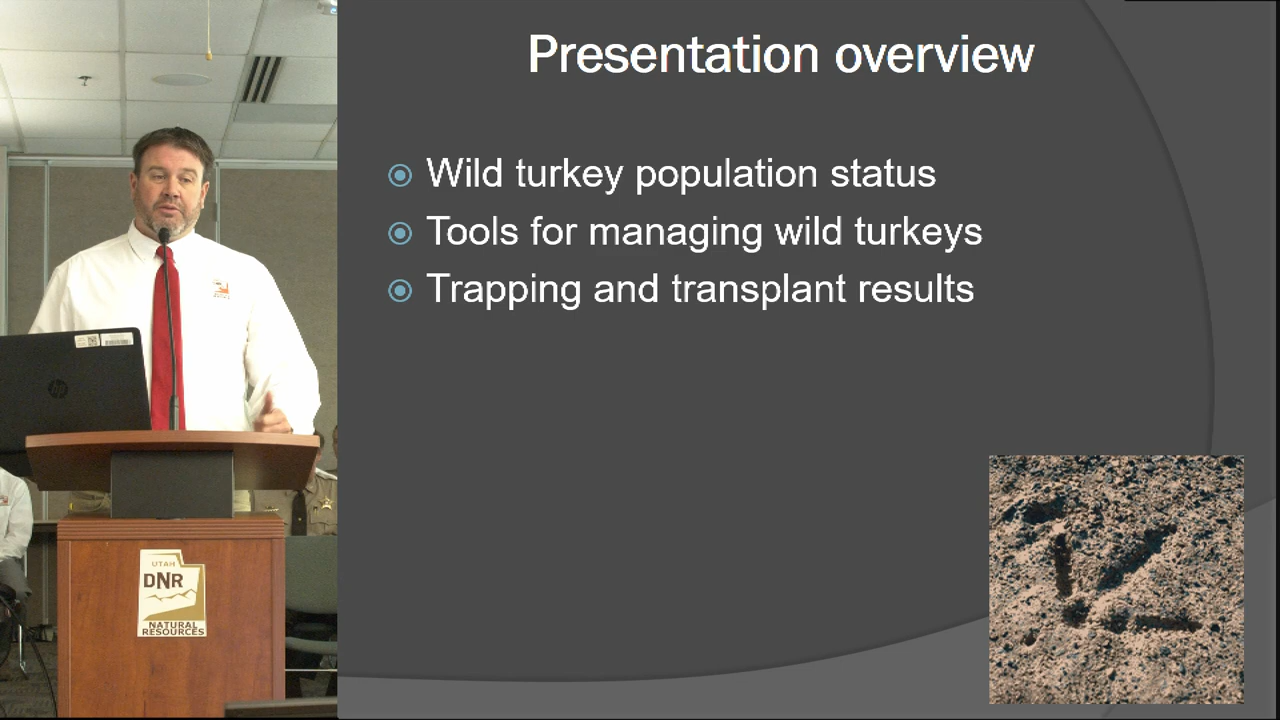 Presentation overview
Wild turkey population status
Tools for managing wild turkeys
Trapping and transplant results
hp
UTAH
DNR
NATURAL
RESOURCES